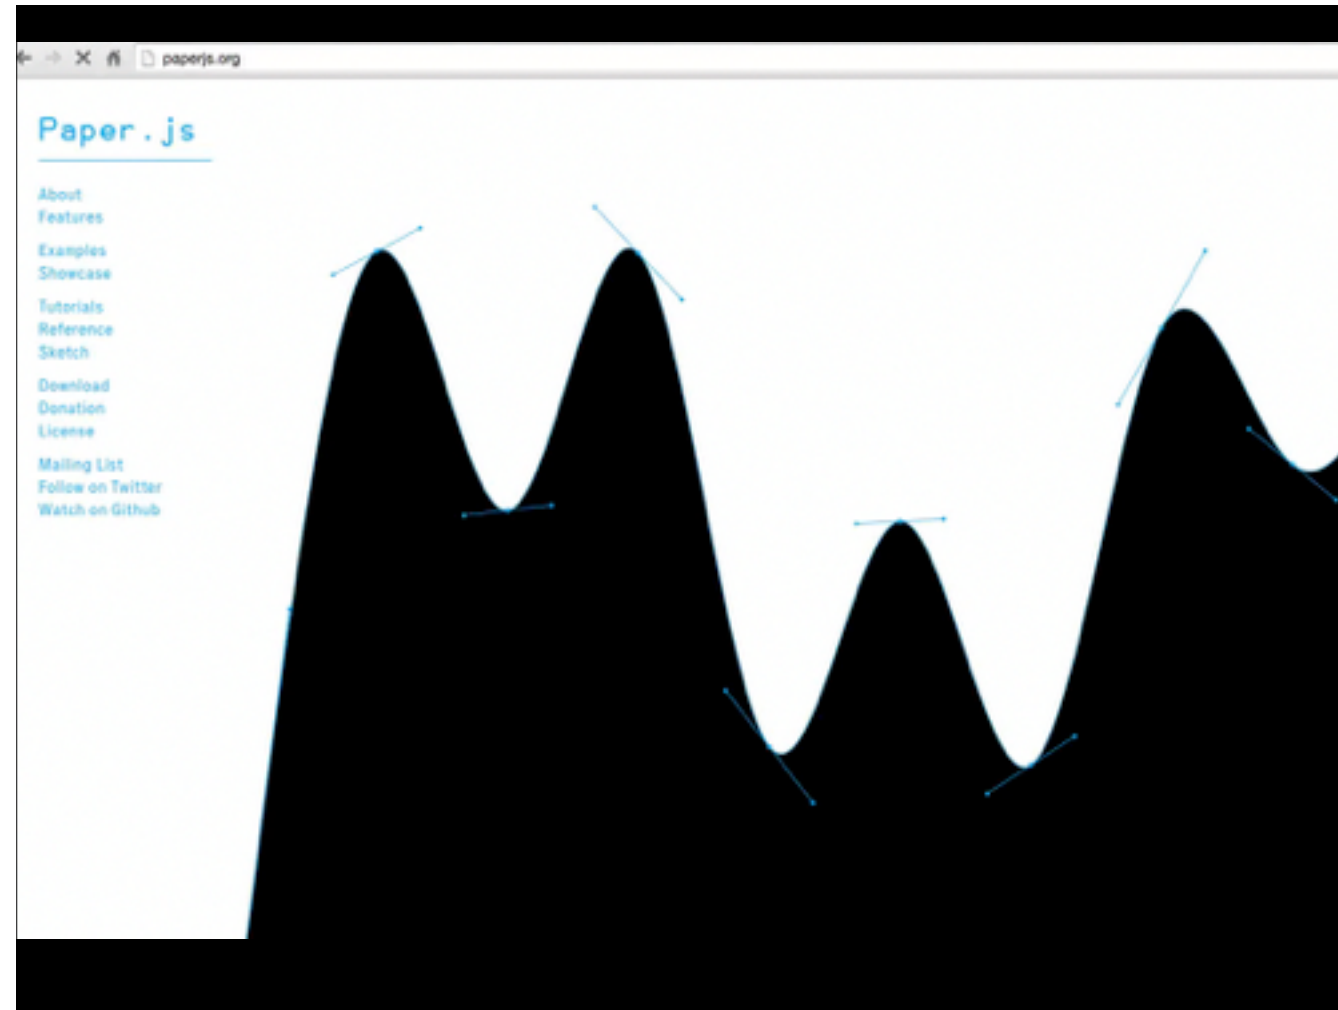 paperjs.org
Paper.js
About
Features
Examples
Showcase
Tutorials
Reference
Sketch
Download
Donation
License
Mailing List
Follow on Twitter
Watch on Github